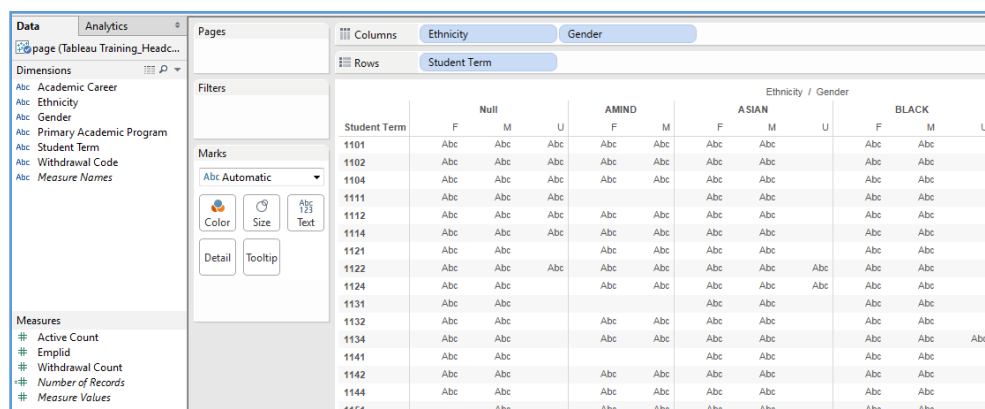 Data Analytics
page (Tableau Training_Headc...
Dimensions
Abc Academic Career
Abc Ethnicity
Abc Gender
Abc Primary Academic Program
Abc Student Term
Abc Withdrawal Code
Abc Measure Names
Measures
# Active Count
# Emplid
# Withdrawal Count
=# Number of Records
# Measure Values
Pages
Filters
Marks
Abc Automatic
Color Size Abc 123 Text
Detail Tooltip
Columns Ethnicity Gender
Rows Student Term
Ethnicity / Gender
Null AMIND ASIAN BLACK
Student Term F M U F M F M U F M U
1101 Abc Abc Abc Abc Abc Abc Abc Abc Abc
1102 Abc Abc Abc Abc Abc Abc Abc Abc Abc
1104 Abc Abc Abc Abc Abc Abc Abc Abc Abc
1111 Abc Abc Abc Abc Abc Abc Abc
1112 Abc Abc Abc Abc Abc Abc Abc Abc Abc
1114 Abc Abc Abc Abc Abc Abc Abc Abc Abc
1121 Abc Abc Abc Abc Abc Abc
1122 Abc Abc Abc Abc Abc Abc Abc Abc Abc Abc
1124 Abc Abc Abc Abc Abc Abc Abc Abc Abc
1131 Abc Abc Abc Abc Abc Abc
1132 Abc Abc Abc Abc Abc Abc Abc Abc
1134 Abc Abc Abc Abc Abc Abc Abc Abc Abc
1141 Abc Abc Abc Abc Abc Abc
1142 Abc Abc Abc Abc Abc Abc Abc Abc
1144 Abc Abc Abc Abc Abc Abc Abc Abc